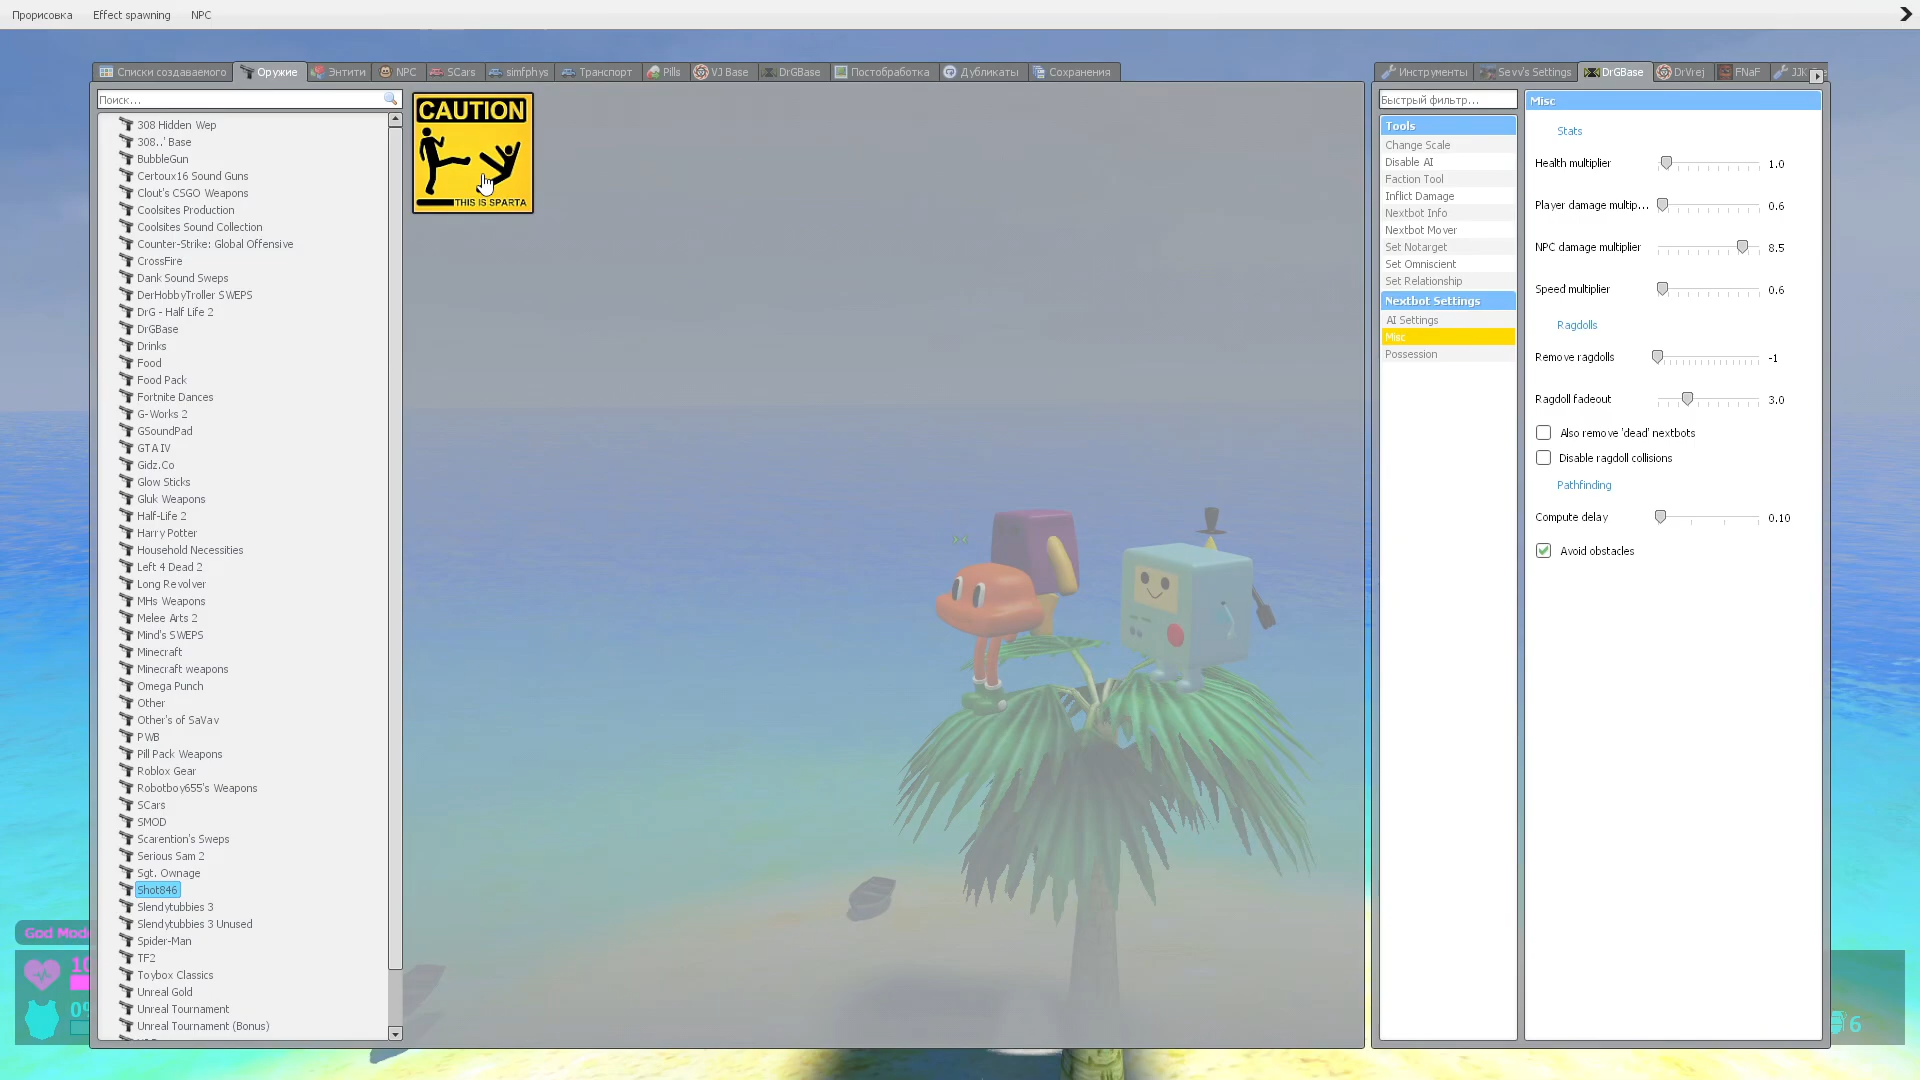 Прорисовка
Effect spawning
NPC
Списки создаваемого
Оружие
Энтити
NPC
SCars
simfphys
Транспорт
Pills
VJ Base
DrGBase
Постобработка
Дубликаты
Сохранения
Инструменты
Sevv's Settings
DrGBase
DrVrej
FNaF
Поиск...
308 Hidden Wep
308..' Base
BubbleGun
Certoux16 Sound Guns
Clout's CSGO Weapons
Coolsites Production
Coolsites Sound Collection
Counter-Strike: Global Offensive
CrossFire
Dank Sound Sweps
DerHobbyTroller SWEPS
DrG - Half Life 2
DrGBase
Drinks
Food
Food Pack
Fortnite Dances
G-Works 2
GSoundPad
GTA IV
Gidz.Co
Glow Sticks
Gluk Weapons
Half-Life 2
Harry Potter
Household Necessities
Left 4 Dead 2
Long Revolver
MHs Weapons
Melee Arts 2
Mind's SWEPS
Minecraft
Minecraft weapons
Omega Punch
Other
Other's of SaVav
PWB
Pill Pack Weapons
Roblox Gear
Robotboy655's Weapons
SCars
SMOD
Scarention's Sweps
Serious Sam 2
Sgt. Ownage
Shot846
Slendytubbies 3
Slendytubbies 3 Unused
Spider-Man
TF2
Toybox Classics
Unreal Gold
Unreal Tournament
Unreal Tournament (Bonus)
CAUTION
THIS IS SPARTA
Быстрый фильтр...
Tools
Change Scale
Disable AI
Faction Tool
Inflict Damage
Nextbot Info
Nextbot Mover
Set Notarget
Set Omniscient
Set Relationship
Nextbot Settings
AI Settings
Misc
Possession
Misc
Stats
Health multiplier 1.0
Player damage multip... 0.6
NPC damage multiplier 8.5
Speed multiplier 0.6
Ragdolls
Remove ragdolls -1
Ragdoll fadeout 3.0
Also remove 'dead' nextbots
Disable ragdoll collisions
Pathfinding
Compute delay 0.10
Avoid obstacles
God Mode
10
0%
6